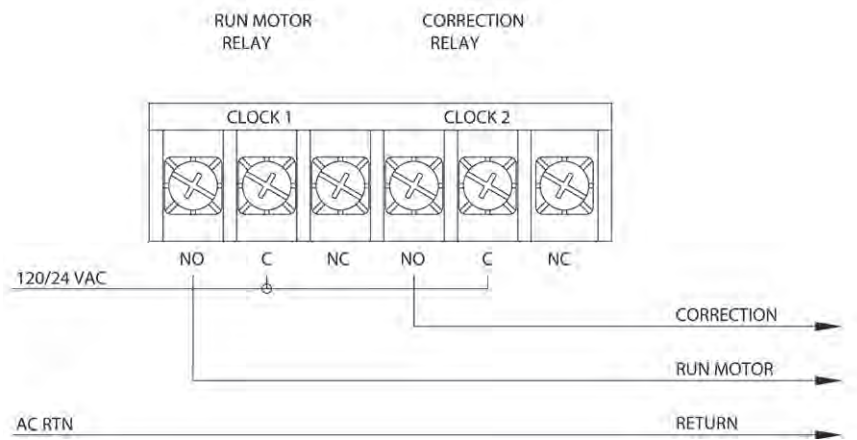 RUN MOTOR
RELAY
CORRECTION
RELAY
CLOCK 1
CLOCK 2
NO
C
NC
NO
C
NC
120/24 VAC
CORRECTION
RUN MOTOR
AC RTN
RETURN